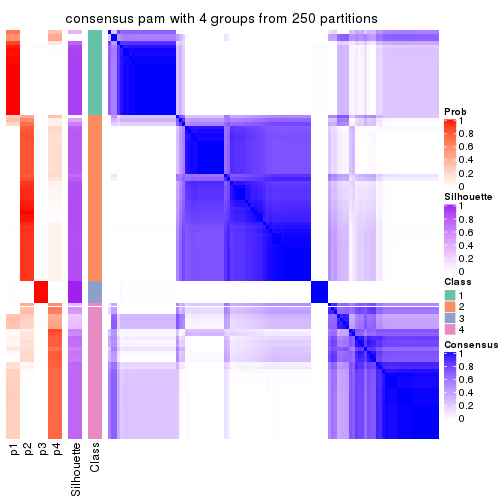 consensus pam with 4 groups from 250 partitions
Prob
1
0.8
0.6
0.4
0.2
0
Silhouette
1
0.8
0.6
0.4
0.2
0
Class
1
2
3
4
Consensus
1
0.8
0.6
0.4
0.2
0
p1
p2
p3
p4
Silhouette
Class